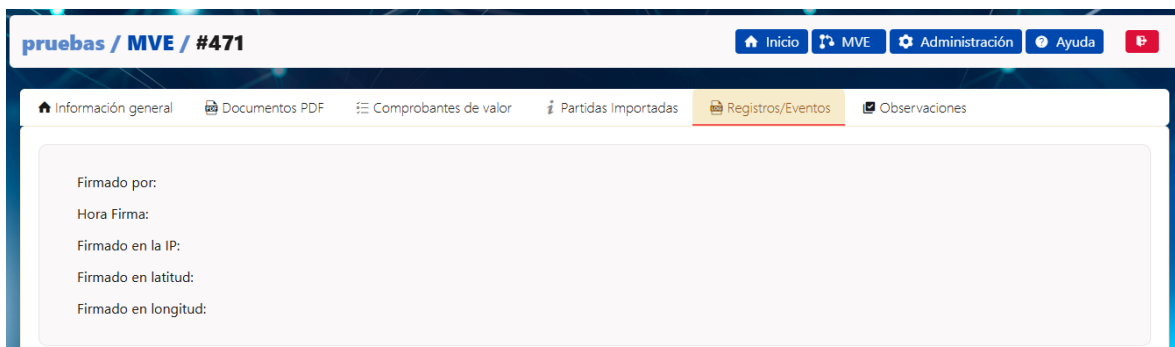 pruebas / MVE / #471
Inicio MVE Administración Ayuda
Información general Documentos PDF Comprobantes de valor Partidas Importadas Registros/Eventos Observaciones
Firmado por:
Hora Firma:
Firmado en la IP:
Firmado en latitud:
Firmado en longitud: